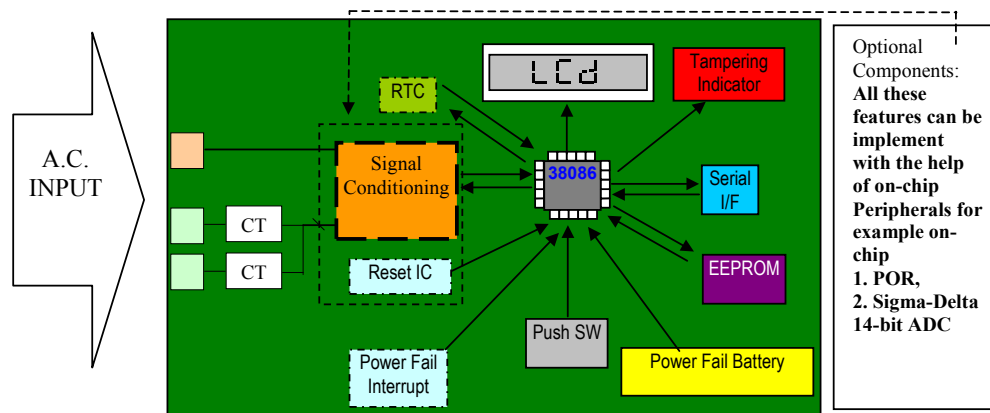 A.C.
INPUT
CT
CT
RTC
Signal
Conditioning
Reset IC
Power Fail
Interrupt
LCd
38086
Push SW
Tampering
Indicator
Serial
I/F
EEPROM
Power Fail Battery
Optional
Components:
All these
features can be
implement
with the help
of on-chip
Peripherals for
example on-
chip
1. POR,
2. Sigma-Delta
14-bit ADC